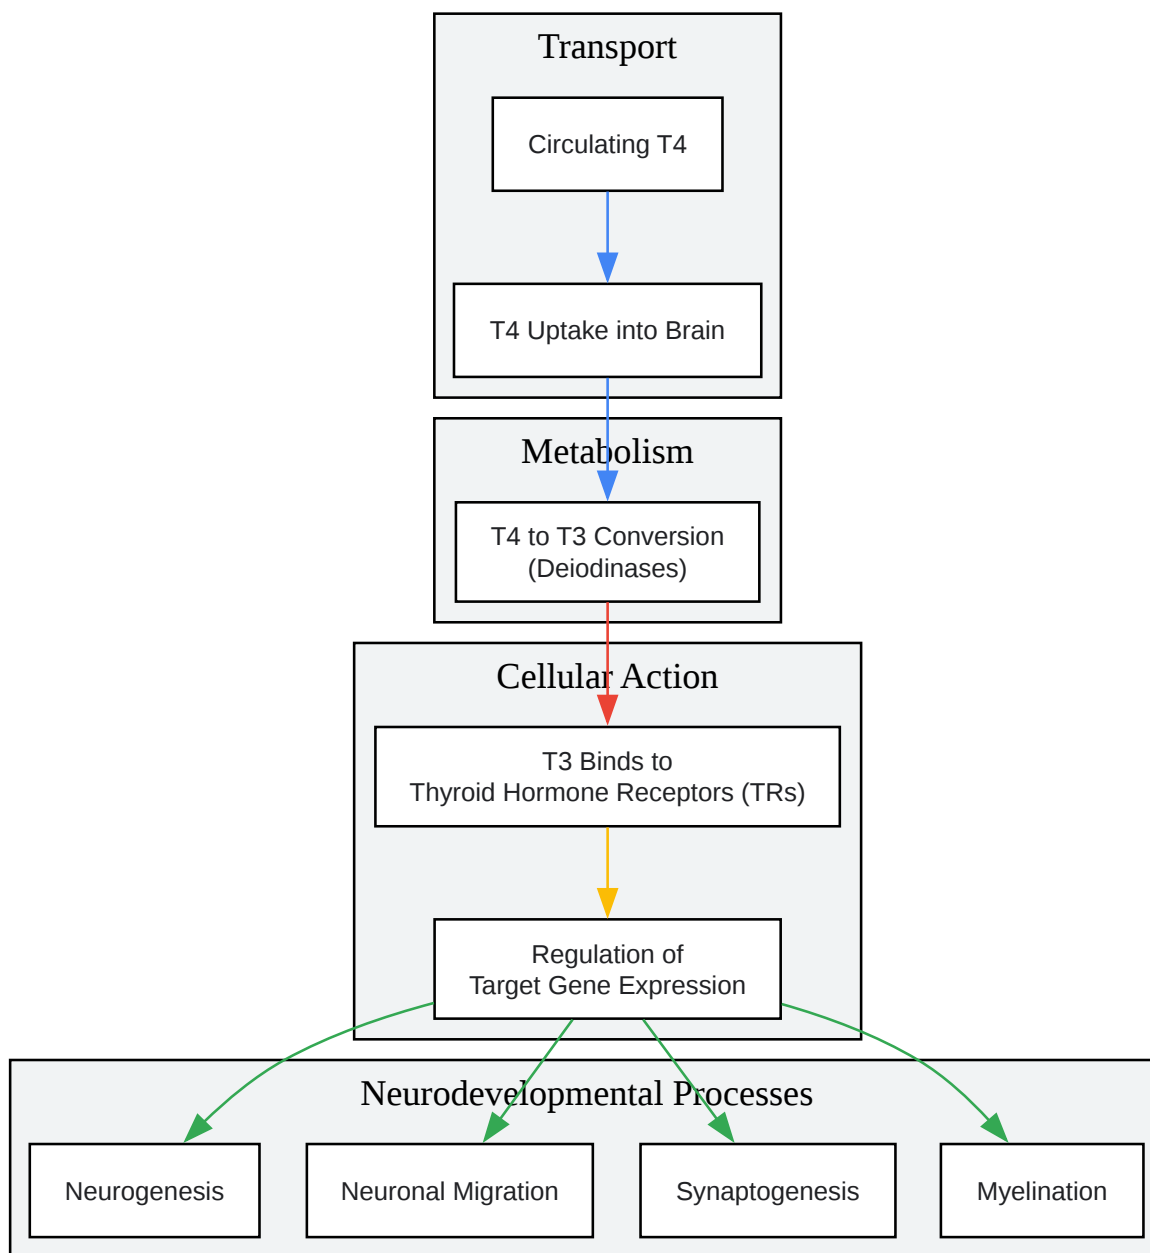 Transport
Circulating T4
T4 Uptake into Brain
Metabolism
T4 to T3 Conversion
(Deiodinases)
Cellular Action
T3 Binds to
Thyroid Hormone Receptors (TRs)
Regulation of
Target Gene Expression
Neurodevelopmental Processes
Neurogenesis
Neuronal Migration
Synaptogenesis
Myelination